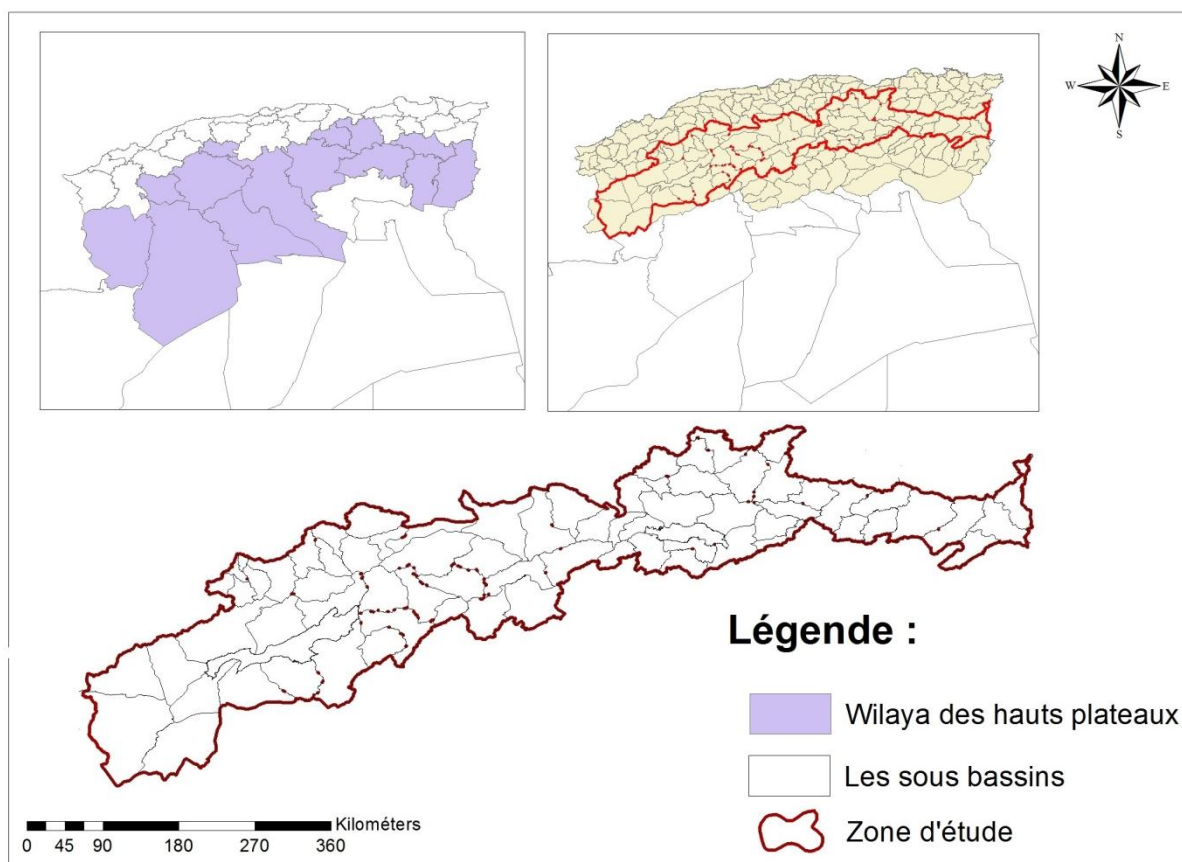 N
W E
S
Légende :
Wilaya des hauts plateaux
Les sous bassins
Zone d'étude
Kilométers
0 45 90 180 270 360